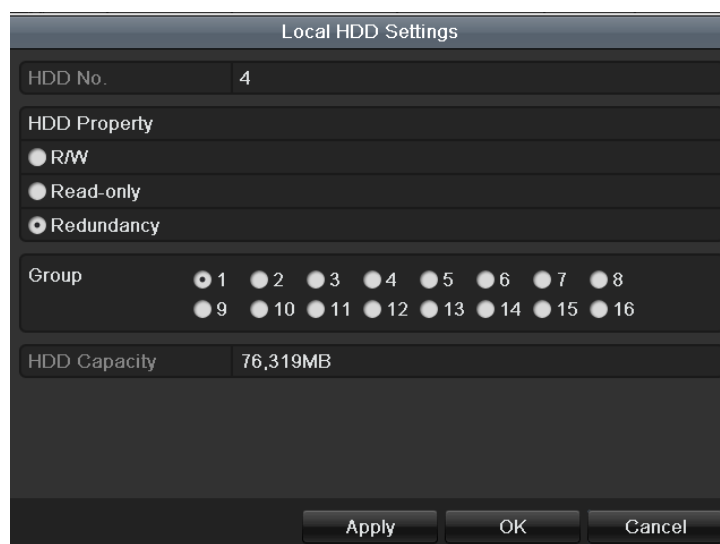 Local HDD Settings
HDD No. 4
HDD Property
R/W
Read-only
Redundancy
Group 1 2 3 4 5 6 7 8
9 10 11 12 13 14 15 16
HDD Capacity 76,319MB
Apply OK Cancel